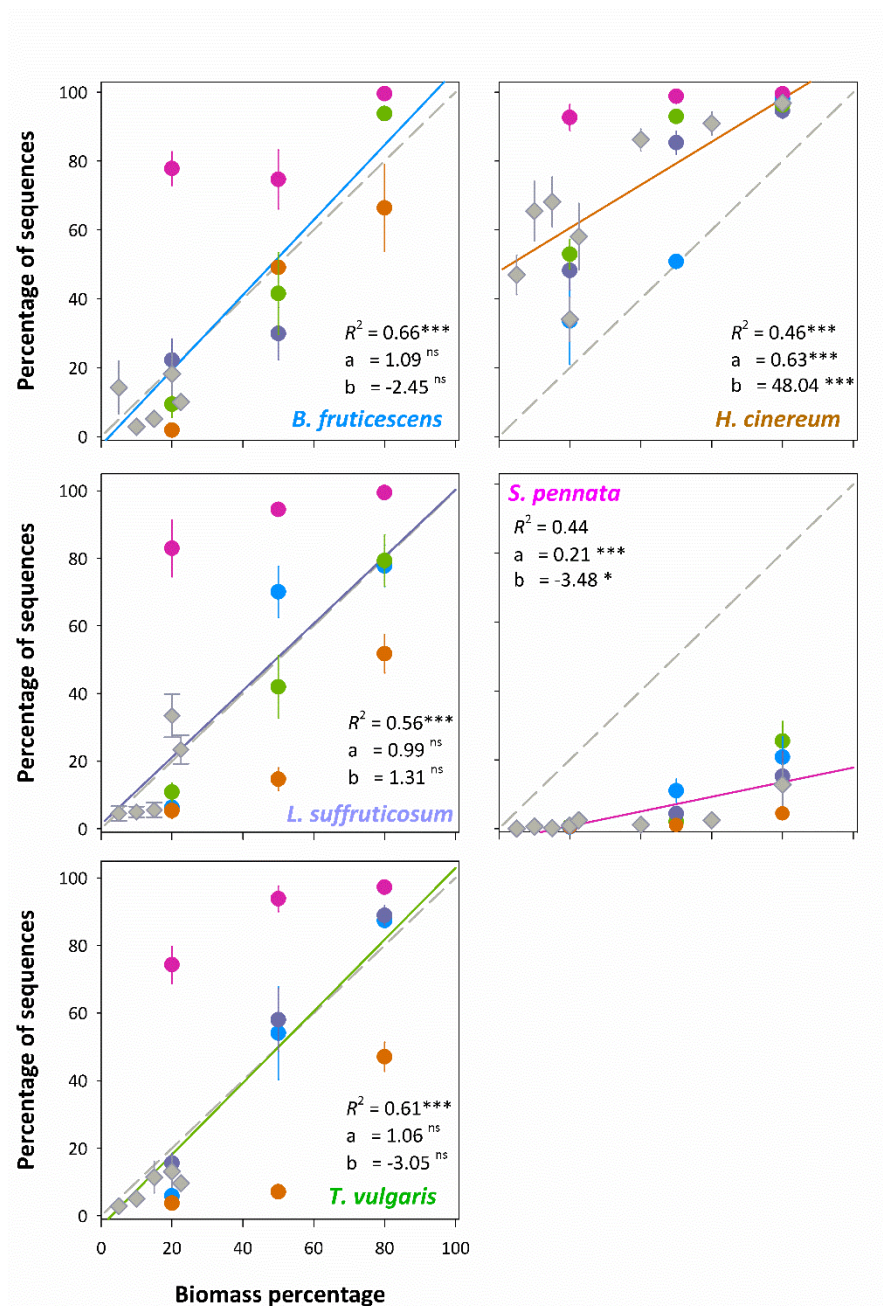 Percentage of sequences
100
80
60
40
20
0
R² = 0.66***
a = 1.09 ns
b = -2.45 ns
B. fruticescens
R² = 0.46***
a = 0.63***
b = 48.04 ***
H. cinereum
Percentage of sequences
100
80
60
40
20
0
R² = 0.56***
a = 0.99 ns
b = 1.31 ns
L. suffruticosum
S. pennata
R² = 0.44
a = 0.21 ***
b = -3.48 *
Percentage of sequences
100
80
60
40
20
0
R² = 0.61***
a = 1.06 ns
b = -3.05 ns
T. vulgaris
0 20 40 60 80 100
Biomass percentage